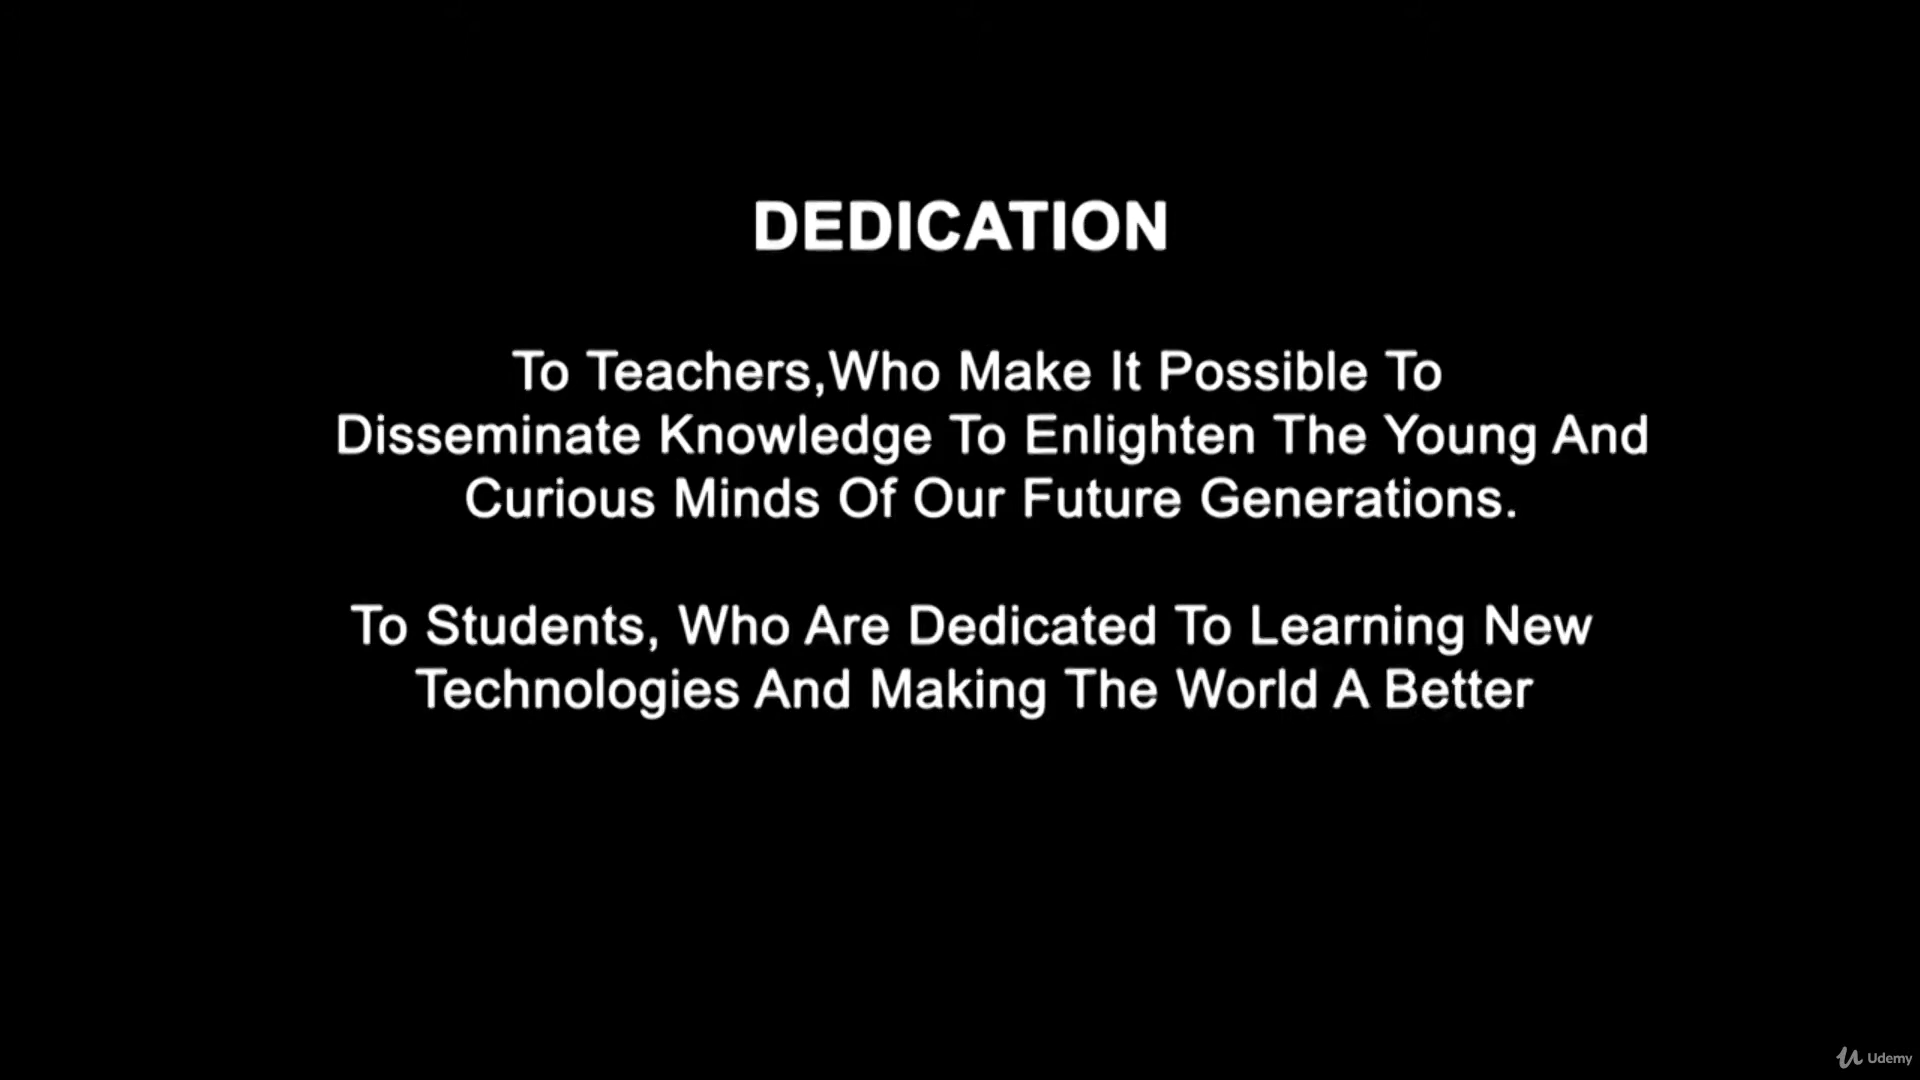 DEDICATION
To Teachers,Who Make It Possible To
Disseminate Knowledge To Enlighten The Young And
Curious Minds Of Our Future Generations.
To Students, Who Are Dedicated To Learning New
Technologies And Making The World A Better
Udemy